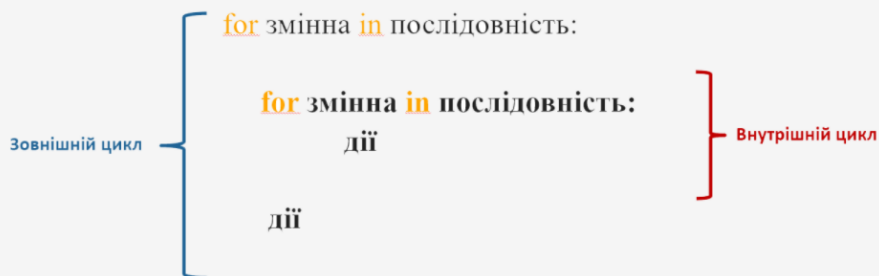 for змінна in послідовність:
for змінна in послідовність:
Зовнішній цикл
дії
Внутрішній цикл
дії